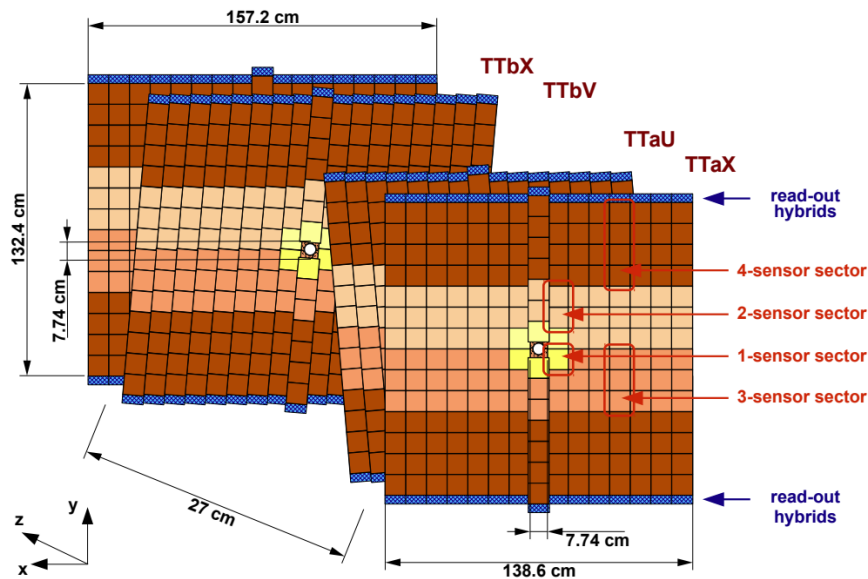 157.2 cm
TTbX
TTbV
TTaU
TTaX
132.4 cm
7.74 cm
read-out
hybrids
4-sensor sector
2-sensor sector
1-sensor sector
3-sensor sector
read-out
hybrids
27 cm
y
z
x
7.74 cm
138.6 cm